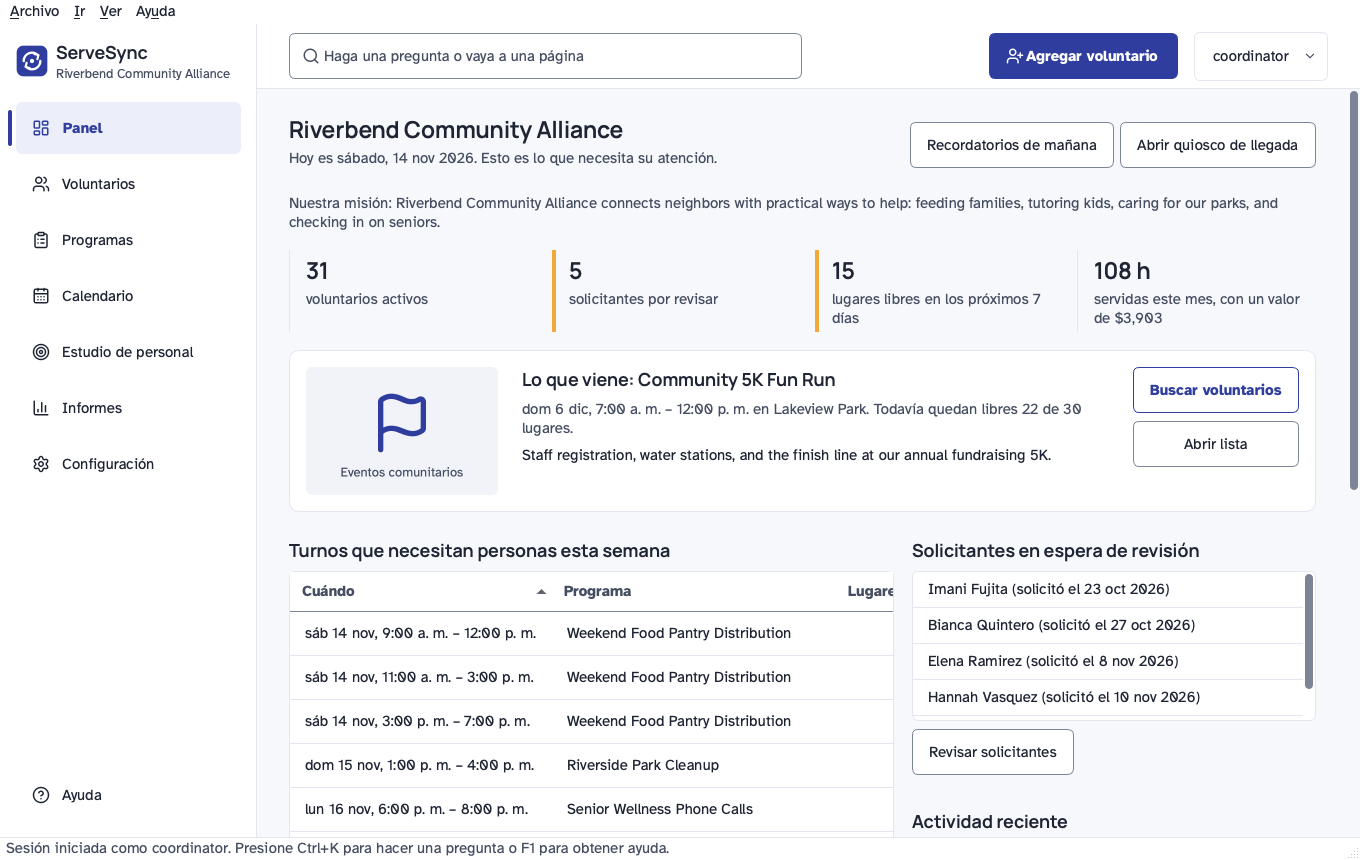 Archivo Ir Ver Ayuda
ServeSync
Riverbend Community Alliance
Haga una pregunta o vaya a una página
Agregar voluntario
coordinator
Panel
Voluntarios
Programas
Calendario
Estudio de personal
Informes
Configuración
Ayuda
Riverbend Community Alliance
Hoy es sábado, 14 nov 2026. Esto es lo que necesita su atención.
Recordatorios de mañana
Abrir quiosco de llegada
Nuestra misión: Riverbend Community Alliance connects neighbors with practical ways to help: feeding families, tutoring kids, caring for our parks, and
checking in on seniors.
31
voluntarios activos
5
solicitantes por revisar
15
lugares libres en los próximos 7
días
108 h
servidas este mes, con un valor
de $3,903
Eventos comunitarios
Lo que viene: Community 5K Fun Run
dom 6 dic, 7:00 a. m. – 12:00 p. m. en Lakeview Park. Todavía quedan libres 22 de 30
lugares.
Staff registration, water stations, and the finish line at our annual fundraising 5K.
Buscar voluntarios
Abrir lista
Turnos que necesitan personas esta semana
Cuándo Programa Lugare
sáb 14 nov, 9:00 a. m. – 12:00 p. m. Weekend Food Pantry Distribution
sáb 14 nov, 11:00 a. m. – 3:00 p. m. Weekend Food Pantry Distribution
sáb 14 nov, 3:00 p. m. – 7:00 p. m. Weekend Food Pantry Distribution
dom 15 nov, 1:00 p. m. – 4:00 p. m. Riverside Park Cleanup
lun 16 nov, 6:00 p. m. – 8:00 p. m. Senior Wellness Phone Calls
Solicitantes en espera de revisión
Imani Fujita (solicitó el 23 oct 2026)
Bianca Quintero (solicitó el 27 oct 2026)
Elena Ramirez (solicitó el 8 nov 2026)
Hannah Vasquez (solicitó el 10 nov 2026)
Revisar solicitantes
Actividad reciente
Sesión iniciada como coordinator. Presione Ctrl+K para hacer una pregunta o F1 para obtener ayuda.